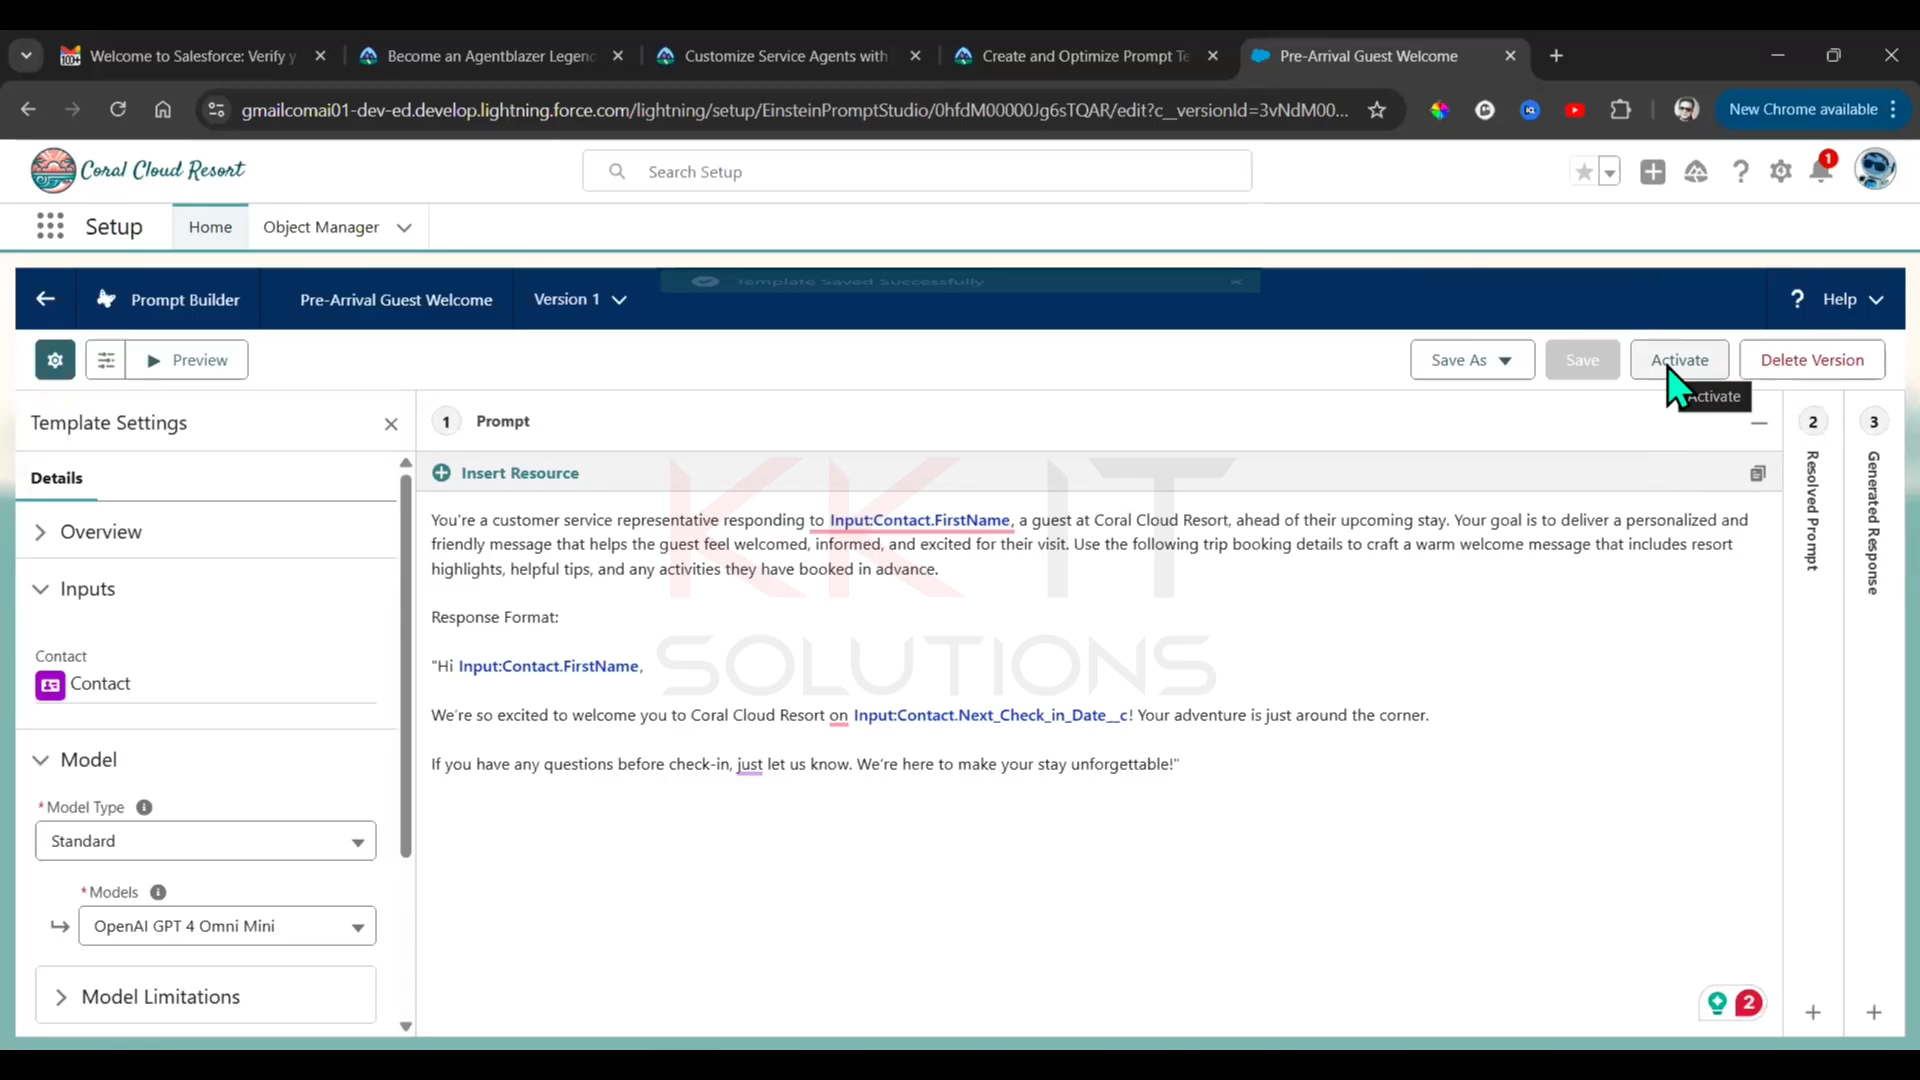 Welcome to Salesforce: Verify y
Become an Agentblazer Legend
Customize Service Agents with
Create and Optimize Prompt Te
Pre-Arrival Guest Welcome
gmailcomai01-dev-ed.develop.lightning.force.com/lightning/setup/EinsteinPromptStudio/0hfdM00000Jg6sTQAR/edit?c__versionId=3vNdM00...
New Chrome available
Coral Cloud Resort
Search Setup
1
Setup
Home
Object Manager
Template Saved Successfully
Prompt Builder
Pre-Arrival Guest Welcome
Version 1
? Help
Preview
Save As
Save
Activate
Delete Version
Activate
Template Settings
1 Prompt
2
3
Details
Insert Resource
Resolved Prompt
Generated Response
Overview
Inputs
Contact
Contact
Model
*Model Type
Standard
*Models
OpenAI GPT 4 Omni Mini
Model Limitations
You're a customer service representative responding to Input:Contact.FirstName, a guest at Coral Cloud Resort, ahead of their upcoming stay. Your goal is to deliver a personalized and
friendly message that helps the guest feel welcomed, informed, and excited for their visit. Use the following trip booking details to craft a warm welcome message that includes resort
highlights, helpful tips, and any activities they have booked in advance.
Response Format:
"Hi Input:Contact.FirstName,
We're so excited to welcome you to Coral Cloud Resort on Input:Contact.Next_Check_in_Date__c! Your adventure is just around the corner.
If you have any questions before check-in, just let us know. We're here to make your stay unforgettable!"
KK IT
SOLUTIONS
2